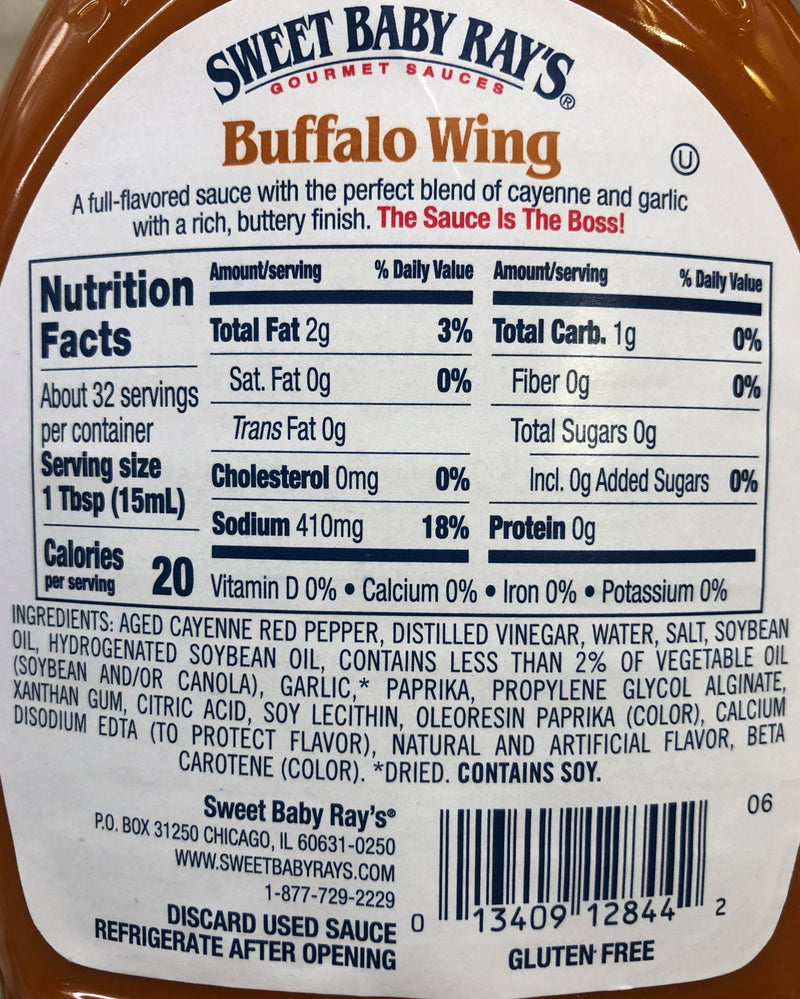 SWEET BABY RAY'S®
GOURMET SAUCES
Buffalo Wing
U
A full-flavored sauce with the perfect blend of cayenne and garlic
with a rich, buttery finish. The Sauce Is The Boss!
Nutrition
Facts
About 32 servings
per container
Serving size
1 Tbsp (15mL)
Calories
per serving 20
Amount/serving % Daily Value
Total Fat 2g 3%
Sat. Fat 0g 0%
Trans Fat 0g
Cholesterol 0mg 0%
Sodium 410mg 18%
Amount/serving % Daily Value
Total Carb. 1g 0%
Fiber 0g 0%
Total Sugars 0g
Incl. 0g Added Sugars 0%
Protein 0g
Vitamin D 0% • Calcium 0% • Iron 0% • Potassium 0%
INGREDIENTS: AGED CAYENNE RED PEPPER, DISTILLED VINEGAR, WATER, SALT, SOYBEAN
OIL, HYDROGENATED SOYBEAN OIL, CONTAINS LESS THAN 2% OF VEGETABLE OIL
(SOYBEAN AND/OR CANOLA), GARLIC,* PAPRIKA, PROPYLENE GLYCOL ALGINATE,
XANTHAN GUM, CITRIC ACID, SOY LECITHIN, OLEORESIN PAPRIKA (COLOR), CALCIUM
DISODIUM EDTA (TO PROTECT FLAVOR), NATURAL AND ARTIFICIAL FLAVOR, BETA
CAROTENE (COLOR). *DRIED. CONTAINS SOY.
Sweet Baby Ray's®
P.O. BOX 31250 CHICAGO, IL 60631-0250
WWW.SWEETBABYRAYS.COM
1-877-729-2229
DISCARD USED SAUCE
REFRIGERATE AFTER OPENING
06
0 13409 12844 2
GLUTEN FREE